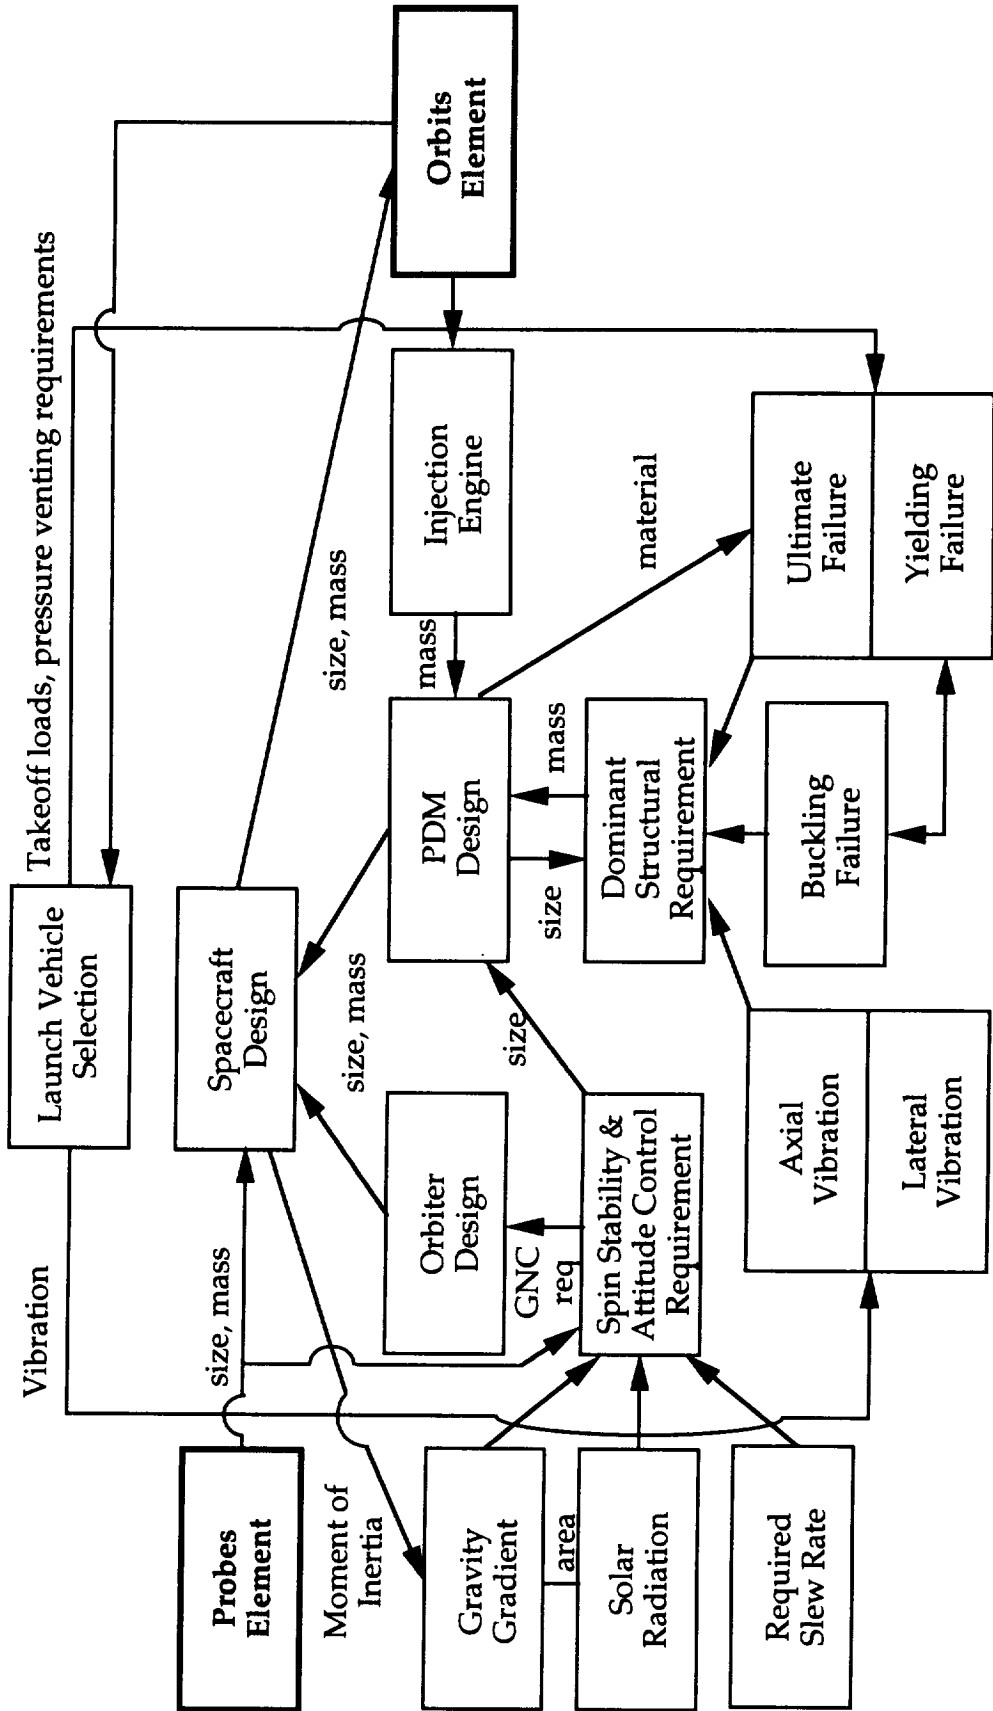 Launch Vehicle
Selection
Takeoff loads, pressure venting requirements
Vibration
Probes
Element
size, mass
Spacecraft
Design
size, mass
Orbits
Element
Moment of
Inertia
size, mass
Gravity
Gradient
Orbiter
Design
PDM
Design
mass
Injection
Engine
area
GNC
req
size
size
mass
material
Solar
Radiation
Spin Stability &
Attitude Control
Requirement
Dominant
Structural
Requirement
Required
Slew Rate
Axial
Vibration
Lateral
Vibration
Buckling
Failure
Ultimate
Failure
Yielding
Failure